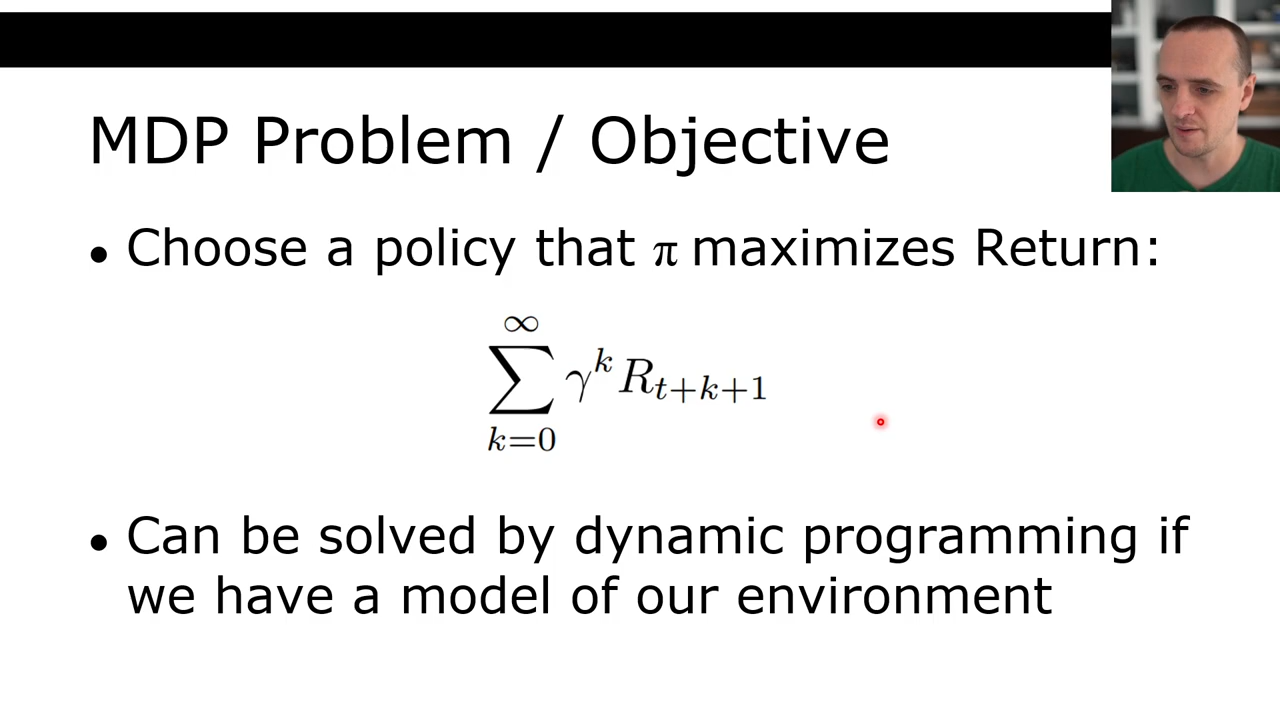 MDP Problem / Objective
• Choose a policy that π maximizes Return:
∞
∑ γ^k R_{t+k+1}
k=0
• Can be solved by dynamic programming if
we have a model of our environment